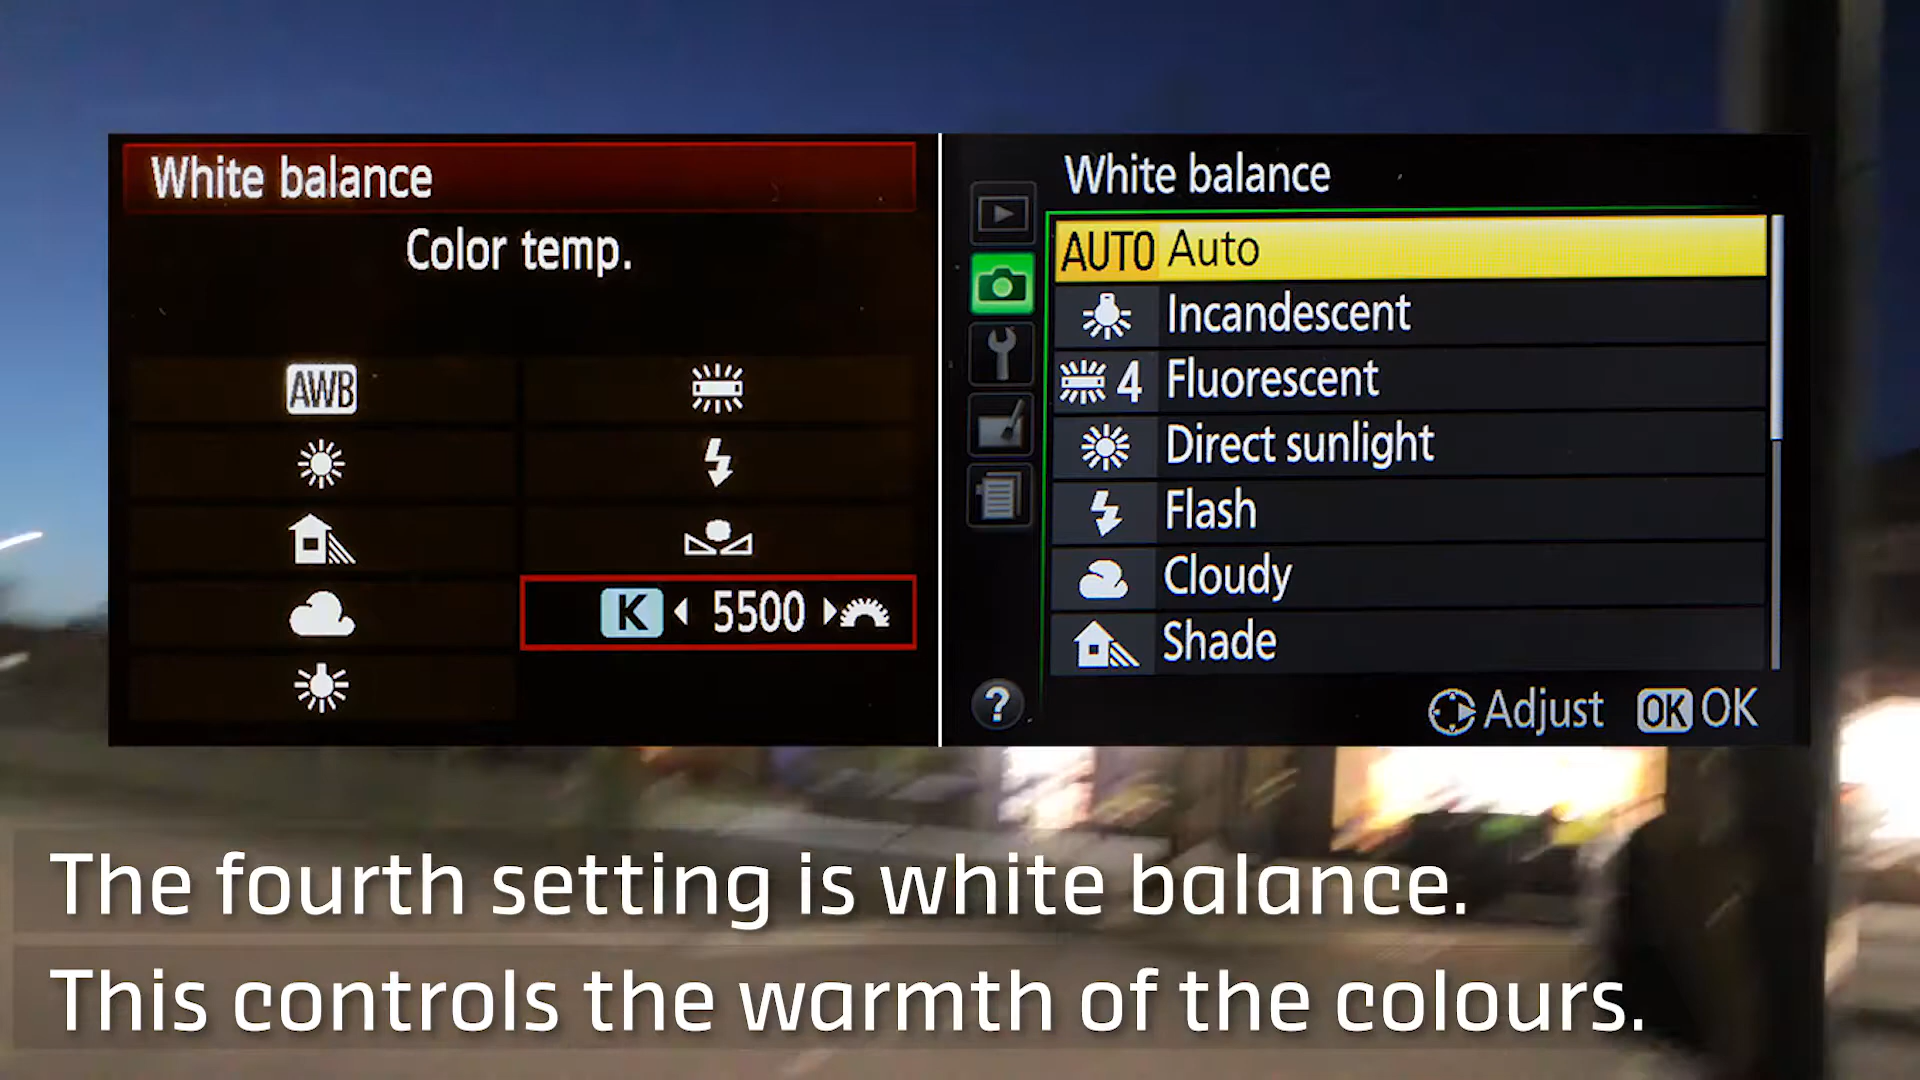 White balance
Color temp.
AWB
K 5500
White balance
AUTO Auto
Incandescent
4 Fluorescent
Direct sunlight
Flash
Cloudy
Shade
? Adjust OK OK
The fourth setting is white balance.
This controls the warmth of the colours.